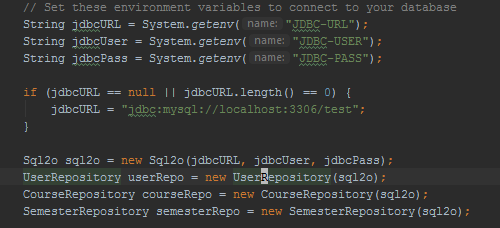 // Set these environment variables to connect to your database
String jdbcURL = System.getenv( name: "JDBC-URL");
String jdbcUser = System.getenv( name: "JDBC-USER");
String jdbcPass = System.getenv( name: "JDBC-PASS");
if (jdbcURL == null || jdbcURL.length() == 0) {
jdbcURL = "jdbc:mysql://localhost:3306/test";
}
Sql2o sql2o = new Sql2o(jdbcURL, jdbcUser, jdbcPass);
UserRepository userRepo = new UserRepository(sql2o);
CourseRepository courseRepo = new CourseRepository(sql2o);
SemesterRepository semesterRepo = new SemesterRepository(sql2o);